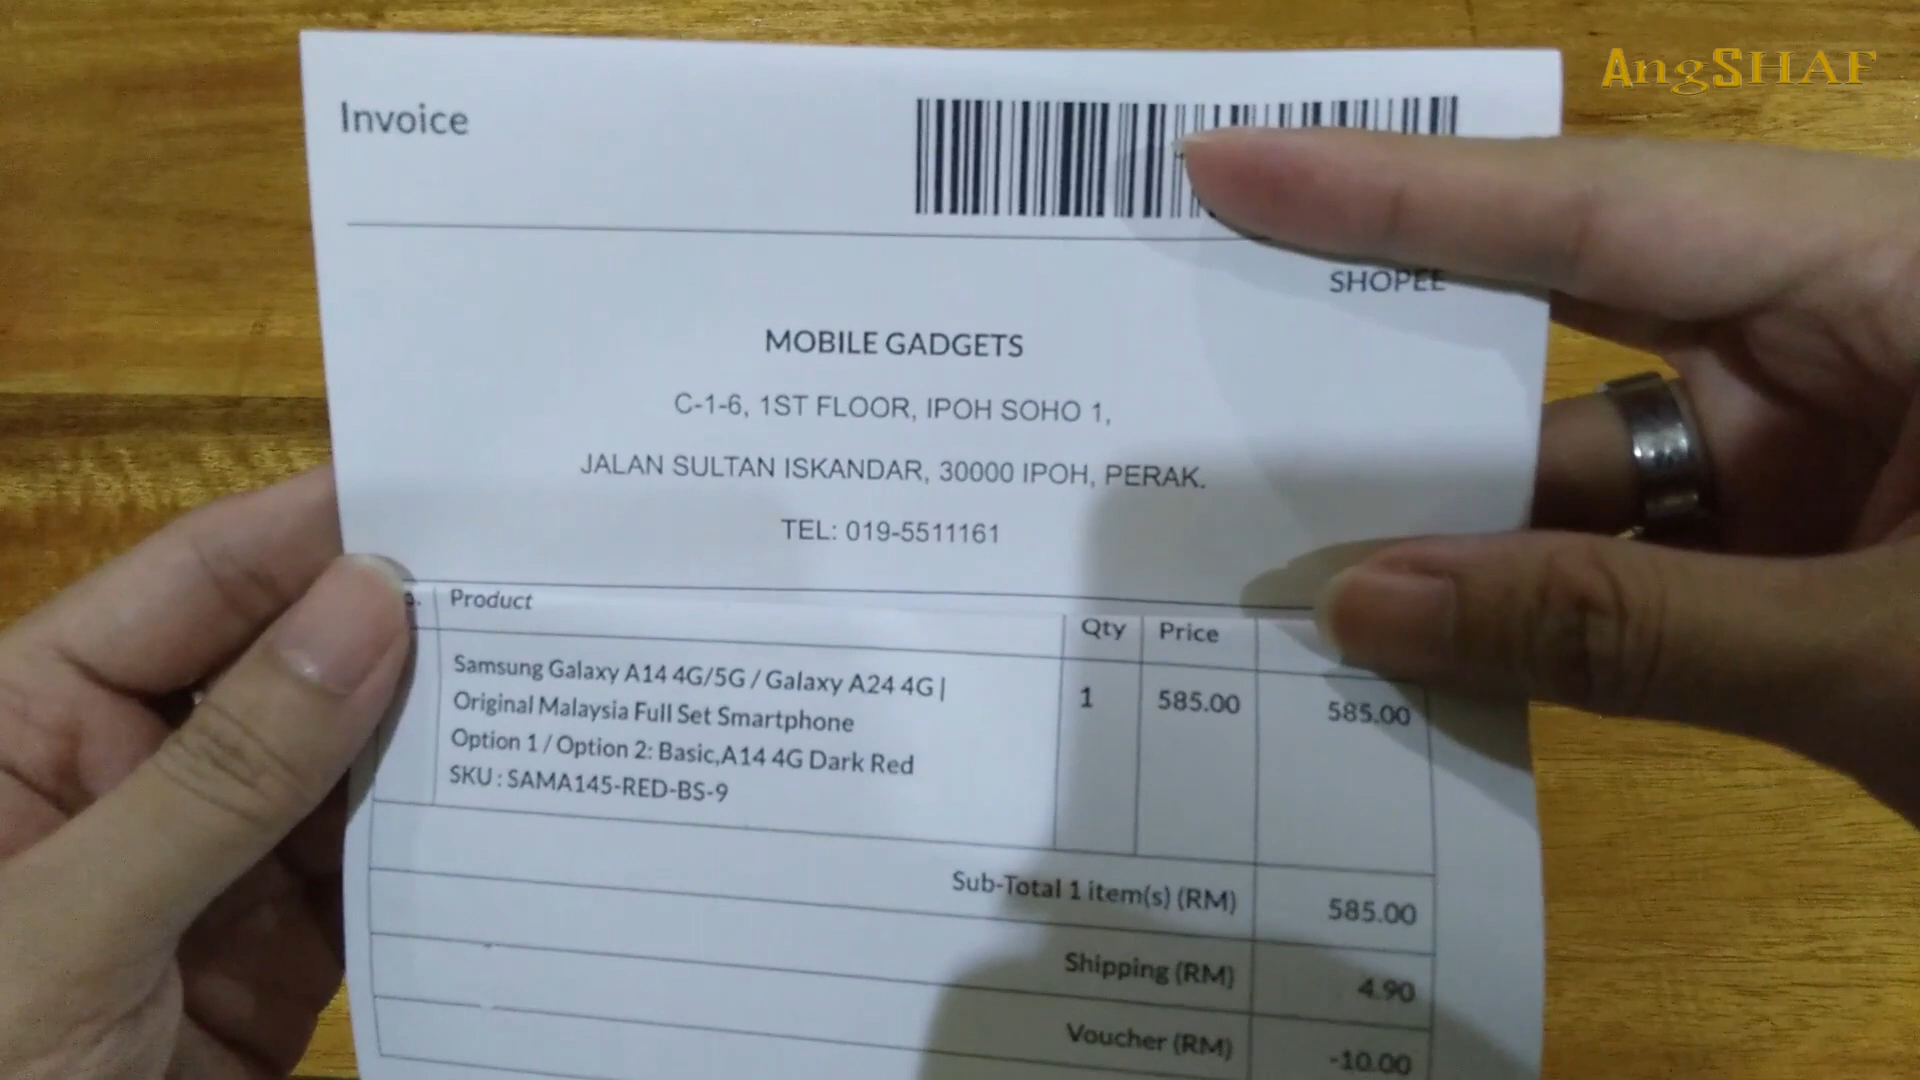 AngSHAF
Invoice
SHOPEE
MOBILE GADGETS
C-1-6, 1ST FLOOR, IPOH SOHO 1,
JALAN SULTAN ISKANDAR, 30000 IPOH, PERAK.
TEL: 019-5511161
Product Qty Price
Samsung Galaxy A14 4G/5G / Galaxy A24 4G |
Original Malaysia Full Set Smartphone
Option 1 / Option 2: Basic,A14 4G Dark Red
SKU : SAMA145-RED-BS-9
1 585.00 585.00
Sub-Total 1 item(s) (RM) 585.00
Shipping (RM) 4.90
Voucher (RM) -10.00